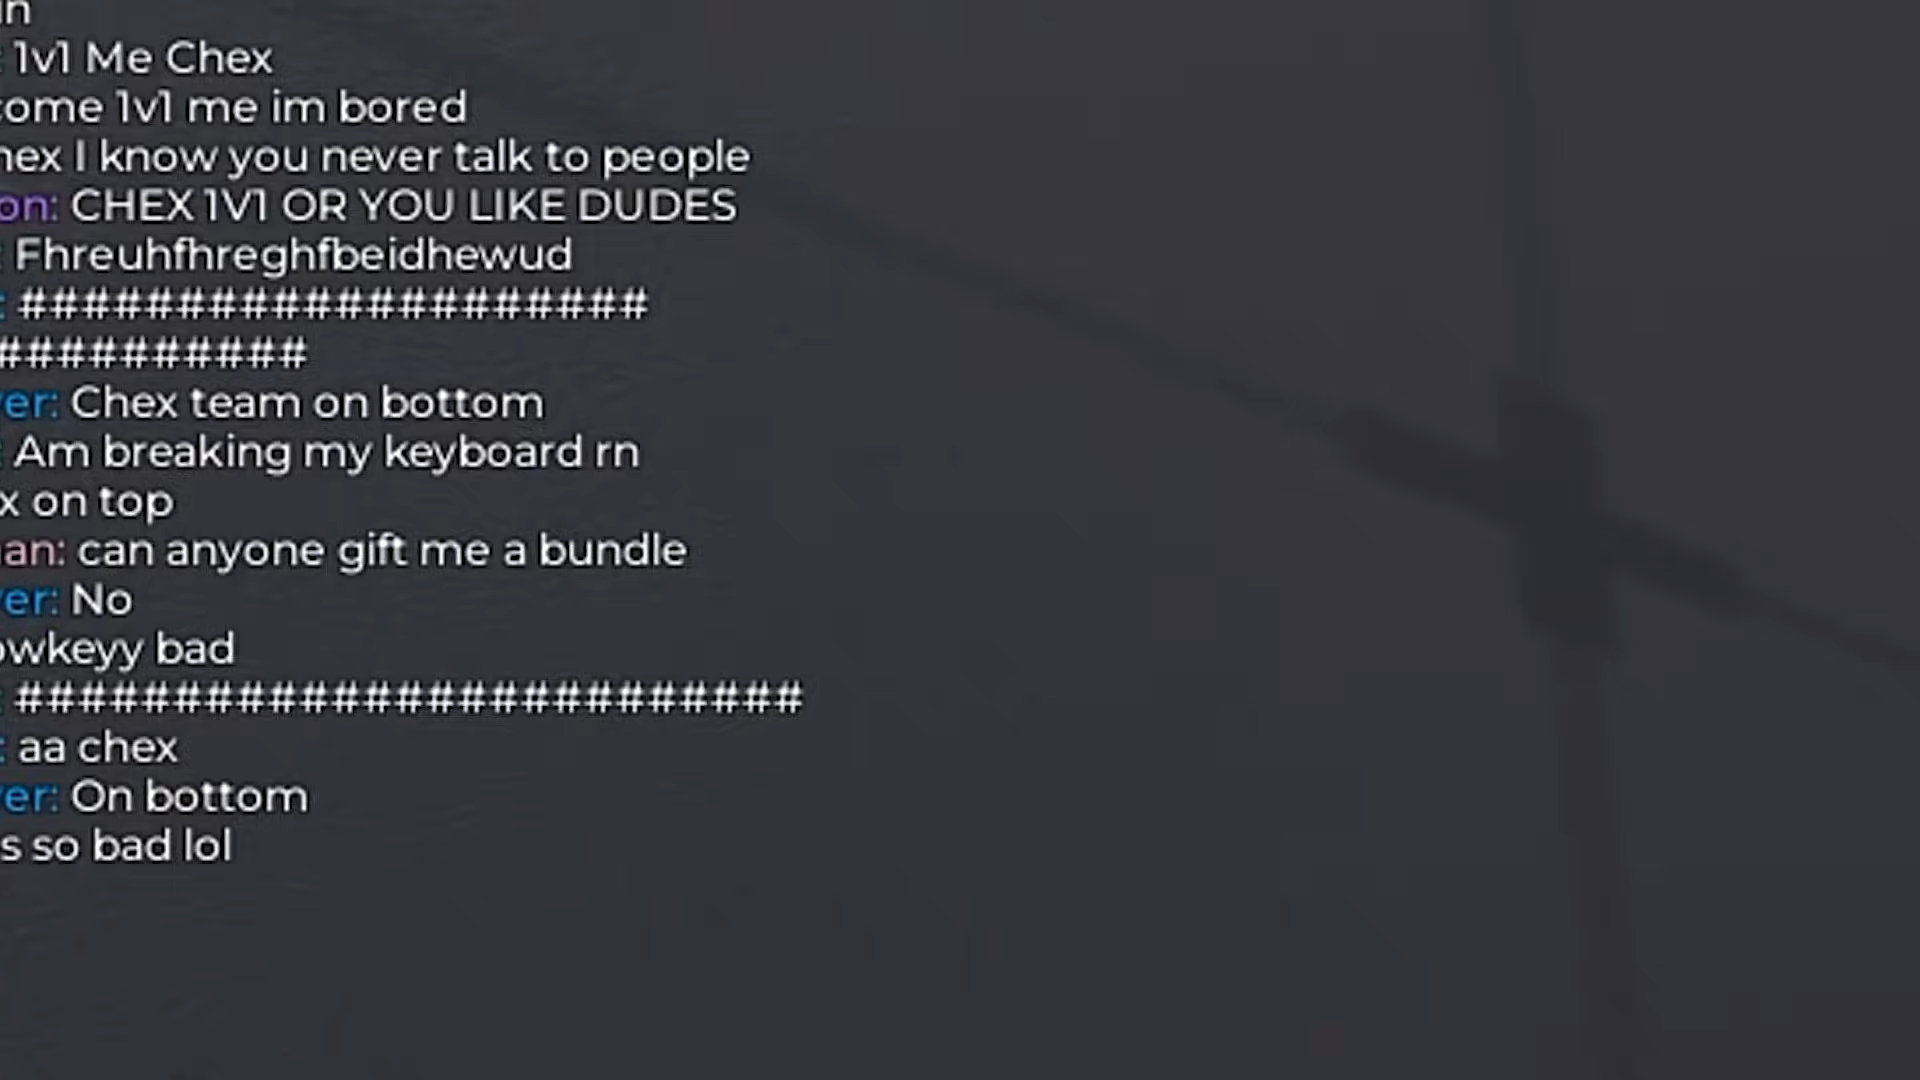 in
: 1v1 Me Chex
come 1v1 me im bored
hex I know you never talk to people
on: CHEX 1V1 OR YOU LIKE DUDES
: Fhreuhfhreghfbeidhewud
: ####################
##########
er: Chex team on bottom
: Am breaking my keyboard rn
x on top
an: can anyone gift me a bundle
er: No
owkeyy bad
: #########################
: aa chex
er: On bottom
s so bad lol